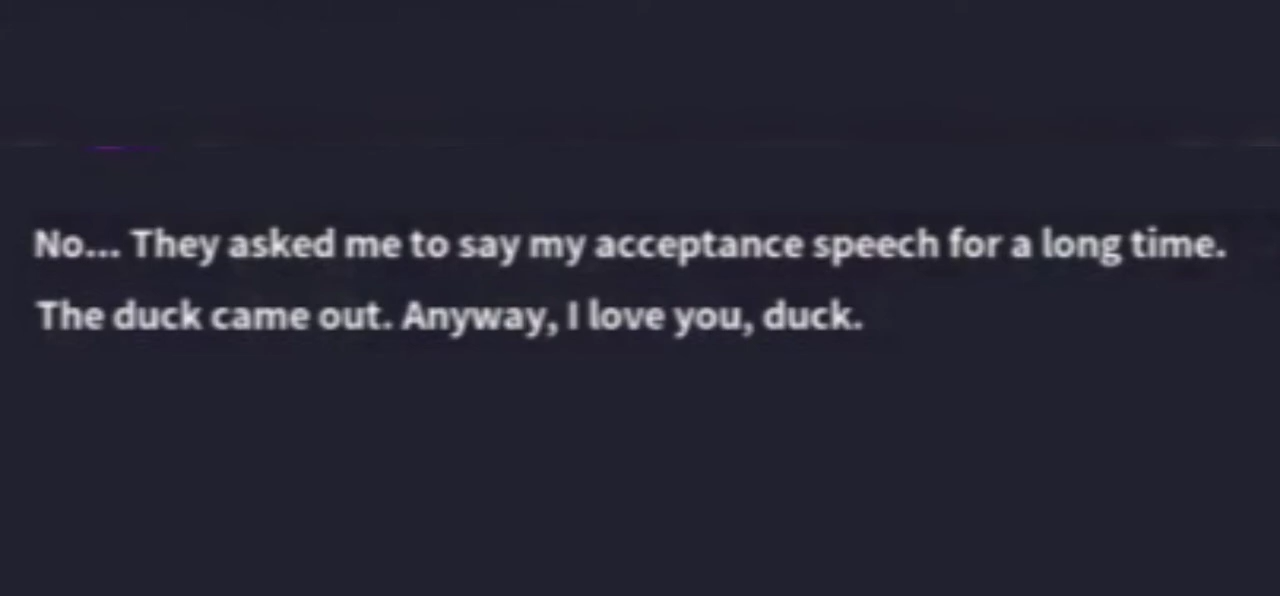 No... They asked me to say my acceptance speech for a long time.
The duck came out. Anyway, I love you, duck.